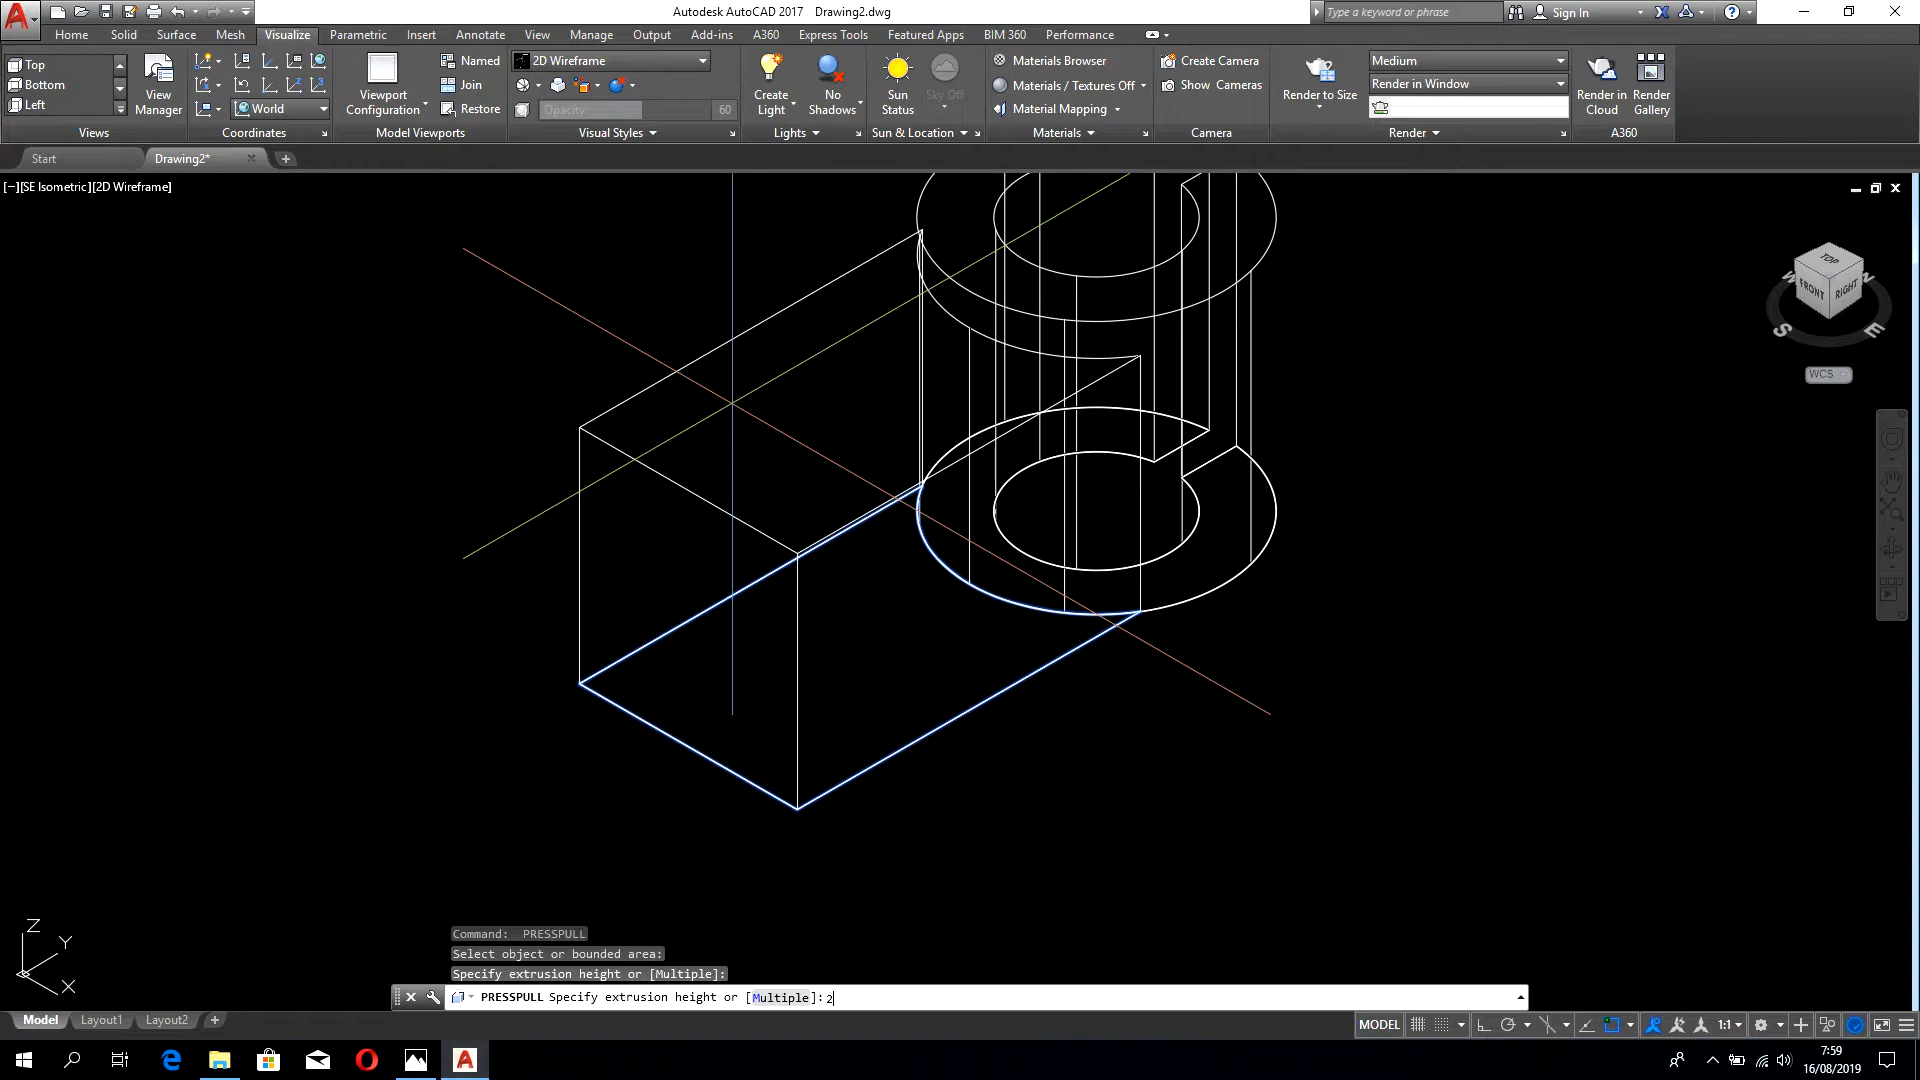 Autodesk AutoCAD 2017 Drawing2.dwg
Type a keyword or phrase
Sign In
Home Solid Surface Mesh Visualize Parametric Insert Annotate View Manage Output Add-ins A360 Express Tools Featured Apps BIM 360 Performance
Top
Bottom
Left
View
Manager
World
Viewport
Configuration
Named
Join
Restore
2D Wireframe
Opacity 60
Create
Light
No
Shadows
Sun
Status
Sky Off
Materials Browser
Materials / Textures Off
Material Mapping
Create Camera
Show Cameras
Render to Size
Medium
Render in Window
Render in
Cloud
Render
Gallery
Views Coordinates Model Viewports Visual Styles Lights Sun & Location Materials Camera Render A360
Start Drawing2*
[−][SE Isometric][2D Wireframe]
TOP
FRONT
RIGHT
W N
S E
WCS
Z
Y
X
Command: PRESSPULL
Select object or bounded area:
Specify extrusion height or [Multiple]:
PRESSPULL Specify extrusion height or [Multiple]: 2
Model Layout1 Layout2
MODEL 1:1
7:59
16/08/2019